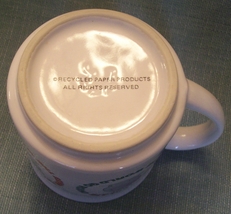 ©RECYCLED PAPER PRODUCTS
ALL RIGHTS RESERVED